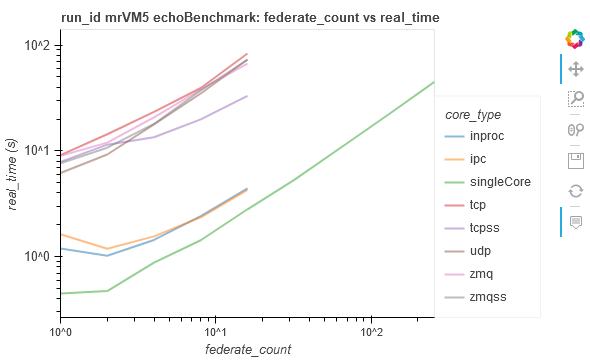 run_id mrVM5 echoBenchmark: federate_count vs real_time
10^2
10^1
10^0
real_time (s)
10^0
10^1
10^2
federate_count
core_type
inproc
ipc
singleCore
tcp
tcpss
udp
zmq
zmqss